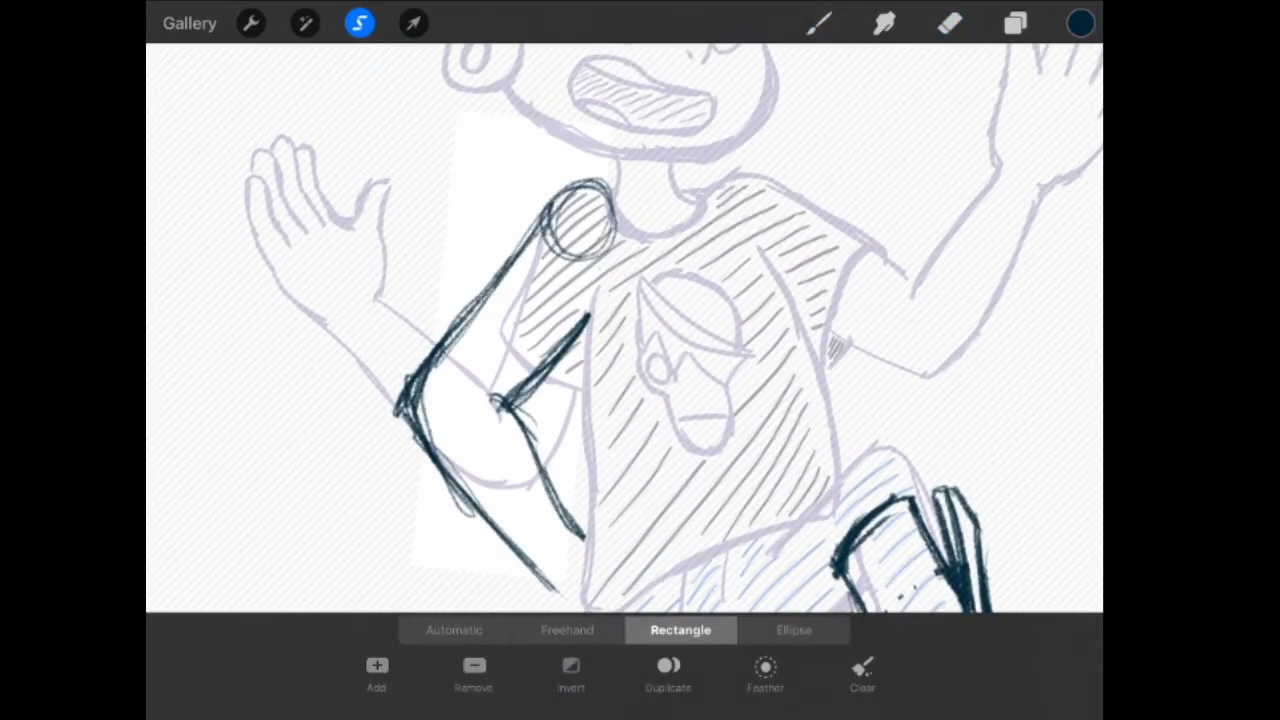 Gallery
Automatic Freehand Rectangle Ellipse
Add Remove Invert Duplicate Feather Clear